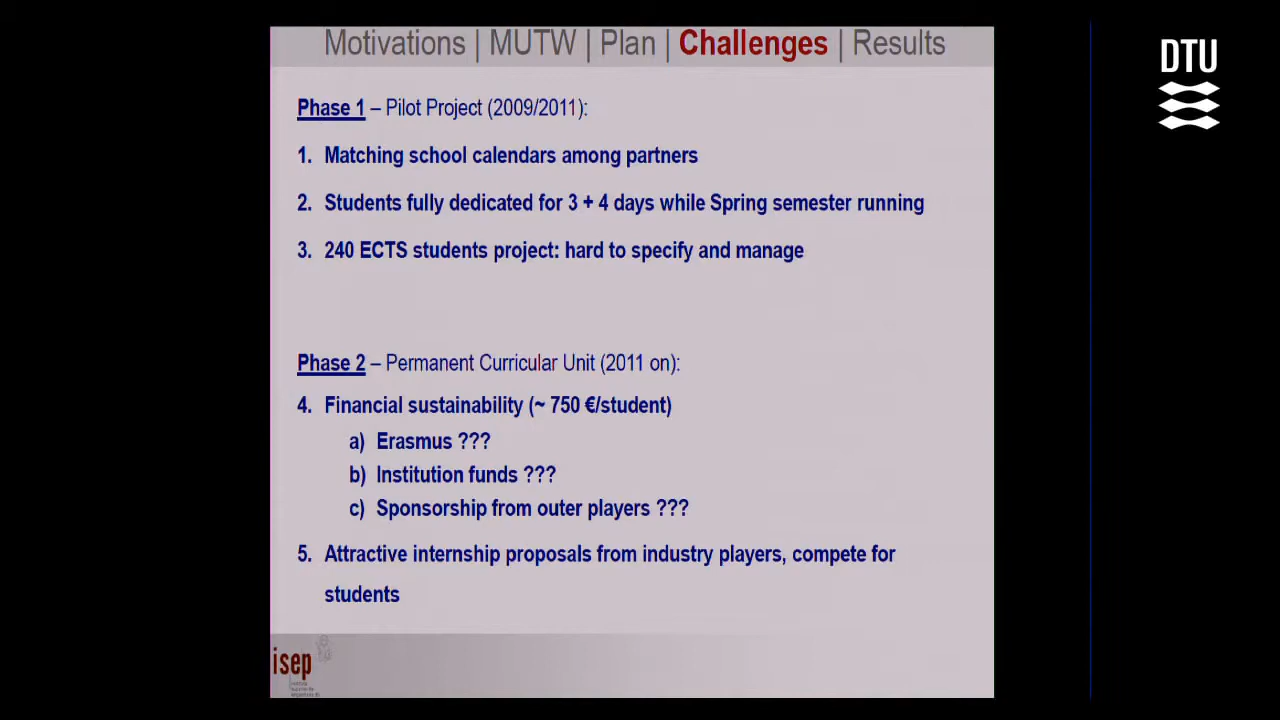 Motivations | MUTW | Plan | Challenges | Results
DTU
Phase 1 – Pilot Project (2009/2011):
1. Matching school calendars among partners
2. Students fully dedicated for 3 + 4 days while Spring semester running
3. 240 ECTS students project: hard to specify and manage
Phase 2 – Permanent Curricular Unit (2011 on):
4. Financial sustainability (~ 750 €/student)
a) Erasmus ???
b) Institution funds ???
c) Sponsorship from outer players ???
5. Attractive internship proposals from industry players, compete for
students
isep